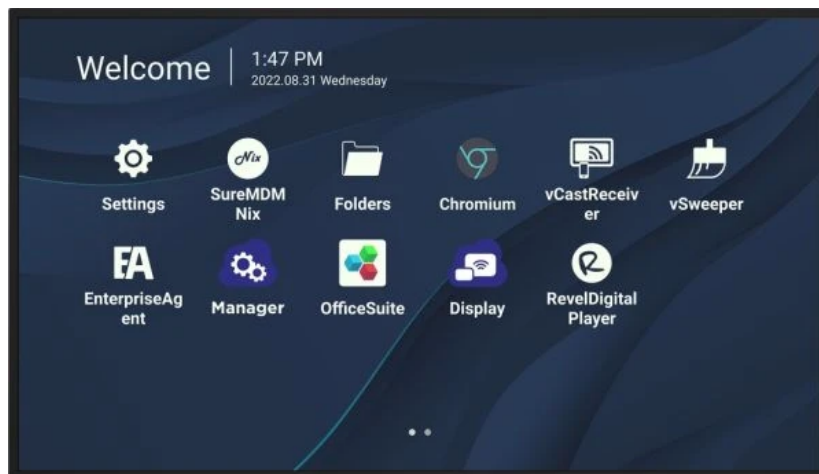 Welcome
1:47 PM
2022.08.31 Wednesday
Settings
Nix
SureMDM
Nix
Folders
Chromium
vCastReceiv
er
vSweeper
EA
EnterpriseAg
ent
Manager
OfficeSuite
Display
R
RevelDigital
Player